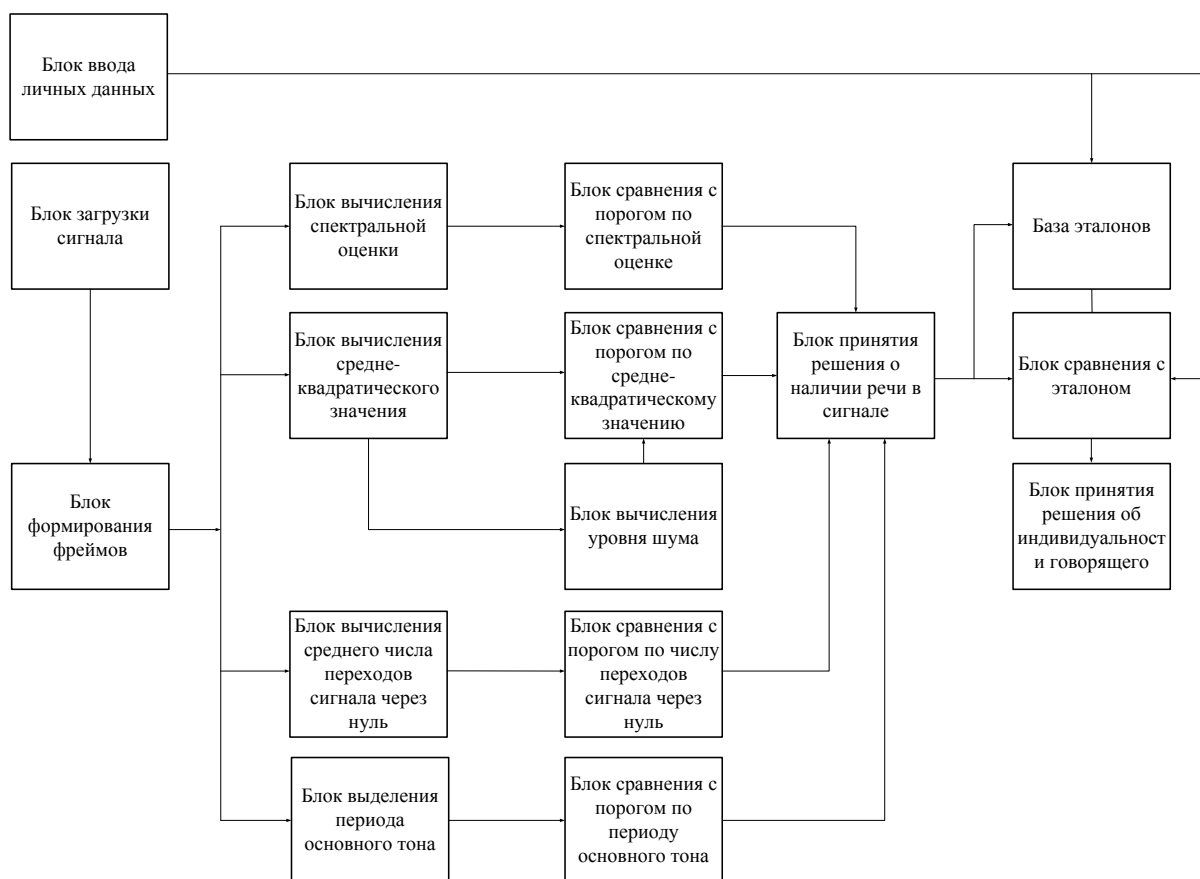 Блок ввода
личных данных
Блок загрузки
сигнала
Блок вычисления
спектральной
оценки
Блок сравнения с
порогом по
спектральной
оценке
База эталонов
Блок вычисления
средне-
квадратического
значения
Блок сравнения с
порогом по
средне-
квадратическому
значению
Блок принятия
решения о
наличии речи в
сигнале
Блок сравнения с
эталоном
Блок
формирования
фреймов
Блок вычисления
уровня шума
Блок принятия
решения об
индивидуальност
и говорящего
Блок вычисления
среднего числа
переходов
сигнала через
нуль
Блок сравнения с
порогом по числу
переходов
сигнала через
нуль
Блок выделения
периода
основного тона
Блок сравнения с
порогом по
периоду
основного тона